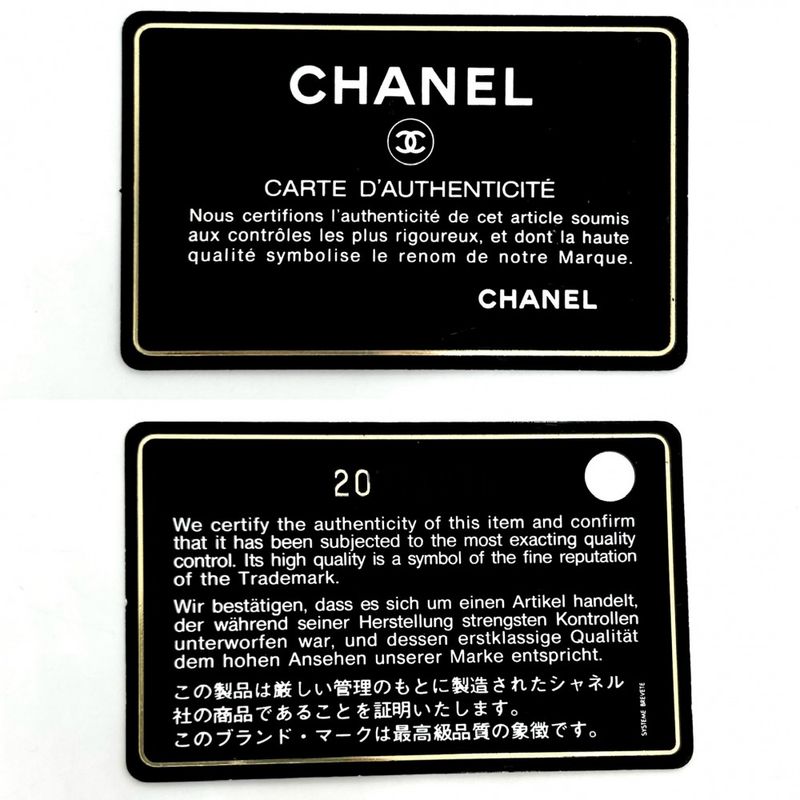 CHANEL
CARTE D'AUTHENTICITÉ
Nous certifions l'authenticité de cet article soumis
aux contrôles les plus rigoureux, et dont la haute
qualité symbolise le renom de notre Marque.
CHANEL
20
We certify the authenticity of this item and confirm
that it has been subjected to the most exacting quality
control. Its high quality is a symbol of the fine reputation
of the Trademark.
Wir bestätigen, dass es sich um einen Artikel handelt,
der während seiner Herstellung strengsten Kontrollen
unterworfen war, und dessen erstklassige Qualität
dem hohen Ansehen unserer Marke entspricht.
この製品は厳しい管理のもとに製造されたシャネル
社の商品であることを証明いたします。
このブランド・マークは最高級品質の象徴です。
SYSTEME BREVETE